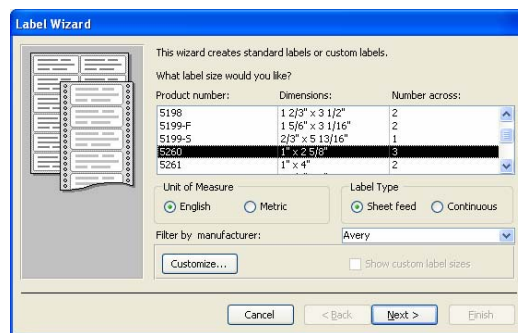 Label Wizard
This wizard creates standard labels or custom labels.
What label size would you like?
Product number: Dimensions: Number across:
5198 1 2/3" x 3 1/2" 2
5199-F 1 5/6" x 3 1/16" 2
5199-S 2/3" x 5 13/16" 1
5260 1" x 2 5/8" 3
5261 1" x 4" 2
Unit of Measure Label Type
English Metric Sheet feed Continuous
Filter by manufacturer: Avery
Customize... Show custom label sizes
Cancel < Back Next > Finish